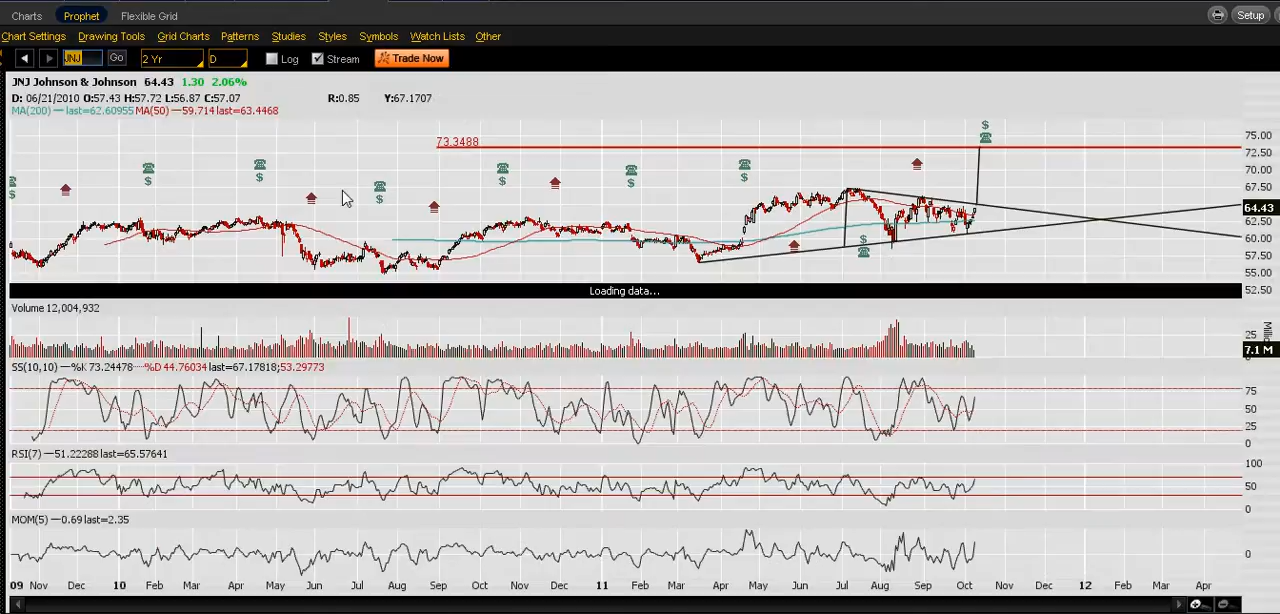 Charts Prophet Flexible Grid Setup
Chart Settings Drawing Tools Grid Charts Patterns Studies Styles Symbols Watch Lists Other
JNJ Go 2 Yr D Log Stream Trade Now
JNJ Johnson & Johnson 64.43 1.30 2.06%
D: 06/21/2010 O:57.43 H:57.72 L:56.87 C:57.07 R:0.85 Y:67.1707
MA(200) —last=62.60955 MA(50) —59.714 last=63.4468
73.3488
$ $ $ $ $ $ $ $ $
75.00
72.50
70.00
67.50
64.43
62.50
60.00
57.50
55.00
52.50
Loading data...
Volume 12,004,932
25
7.1 M
SS(10,10) —%K 73.24478 %D 44.76034 last=67.17818;53.29773
75
50
25
0
RSI(7) —51.22288 last=65.57641
100
50
0
MOM(5) —0.69 last=2.35
0
09 Nov Dec 10 Feb Mar Apr May Jun Jul Aug Sep Oct Nov Dec 11 Feb Mar Apr May Jun Jul Aug Sep Oct Nov Dec 12 Feb Mar Apr